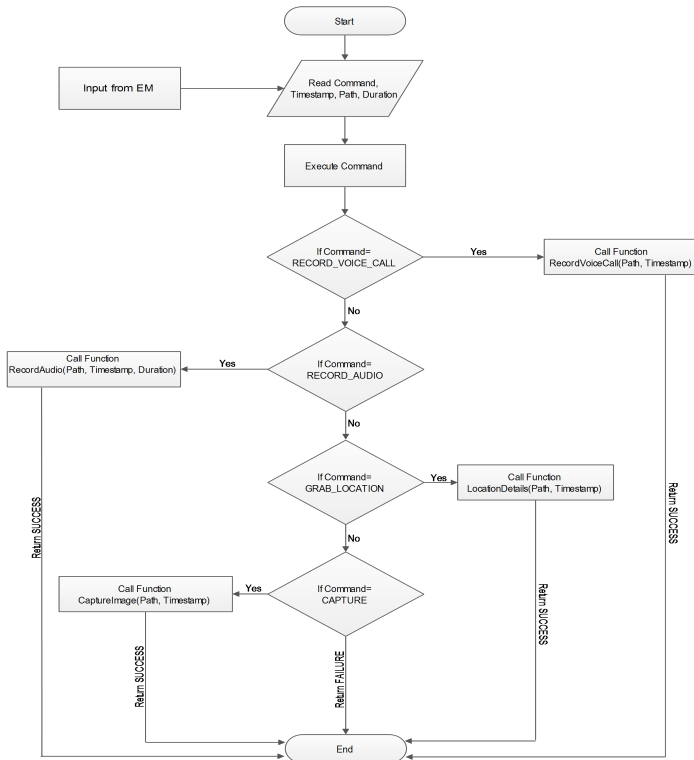 Start
Input from EM
Read Command,
Timestamp, Path, Duration
Execute Command
If Command=
RECORD_VOICE_CALL
Yes
Call Function
RecordVoiceCall(Path, Timestamp)
No
If Command=
RECORD_AUDIO
Yes
Call Function
RecordAudio(Path, Timestamp, Duration)
No
If Command=
GRAB_LOCATION
Yes
Call Function
LocationDetails(Path, Timestamp)
No
If Command=
CAPTURE
Yes
Call Function
CaptureImage(Path, Timestamp)
Return SUCCESS
Return SUCCESS
Return FAILURE
Return SUCCESS
Return SUCCESS
End